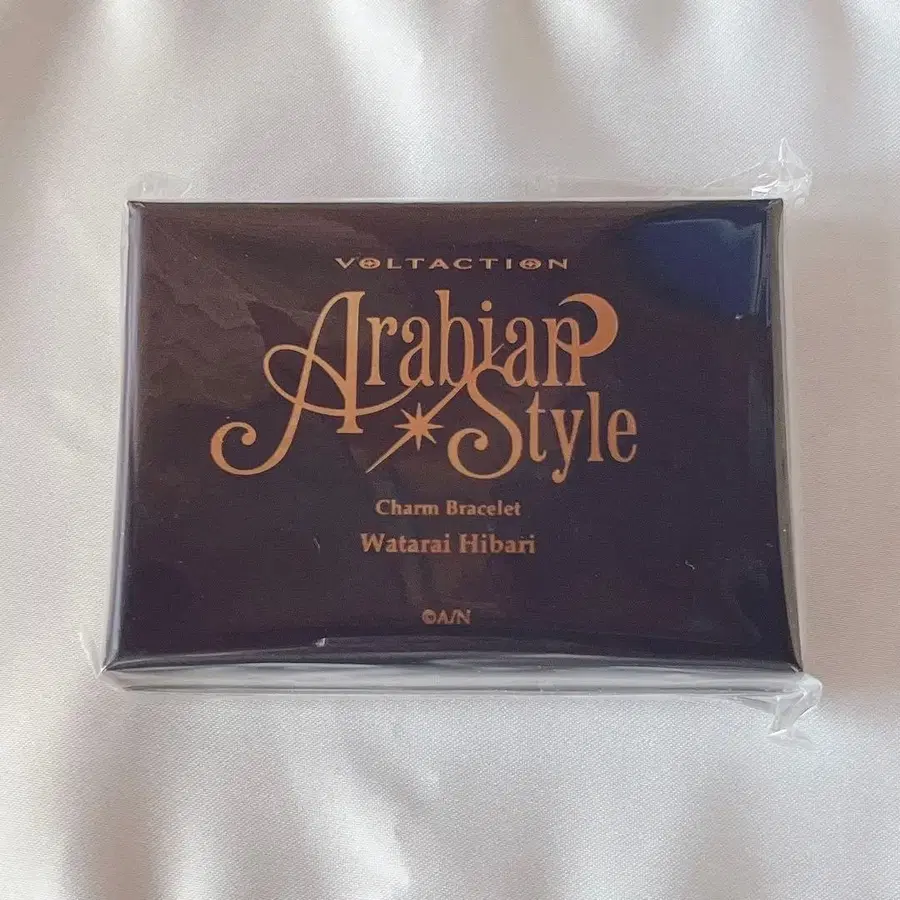 VOLTACTION
Arabian
Style
Charm Bracelet
Watarai Hibari
©A/N